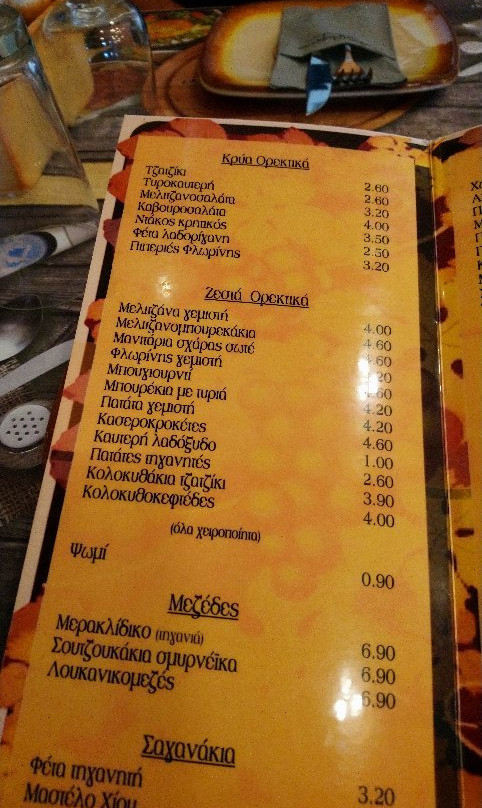 Κρύα Ορεκτικά
Τζατζίκι 2.60
Τυροκαυτερή 2.60
Μελιτζανοσαλάτα 3.20
Καβουροσαλάτα 4.00
Ντάκος κρητικός 3.50
Φέτα λαδορίγανη 2.50
Πιπεριές Φλωρίνης 3.20
Ζεστά Ορεκτικά
Μελιτζάνα γεμιστή 4.00
Μελιτζανομπουρεκάκια 4.60
Μανιτάρια σχάρας σωτέ 4.60
Φλωρίνης γεμιστή
Μπουγιουρντί
Μπουρέκια με τυριά 4.20
Πατάτα γεμιστή 4.20
Κασεροκροκέτες 4.60
Καυτερή λαδόξυδο 1.00
Πατάτες τηγανητές 2.60
Κολοκυθάκια τζατζίκι 3.90
Κολοκυθοκεφτέδες 4.00
(όλα χειροποίητα)
Ψωμί 0.90
Μεζέδες
Μερακλίδικο (τηγανιά) 6.90
Σουτζουκάκια σμυρνέϊκα 6.90
Λουκανικομεζές 6.90
Σαγανάκια
Φέτα τηγανητή 3.20
Μαστέλο Χίου